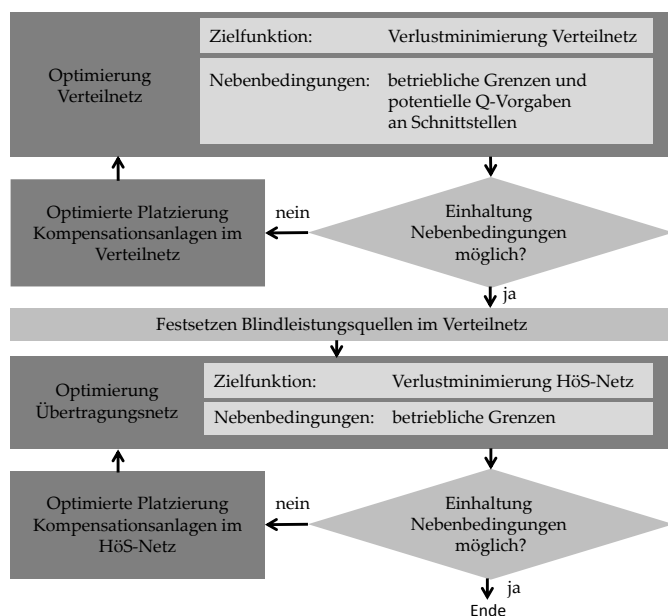 Optimierung
Verteilnetz
Zielfunktion: Verlustminimierung Verteilnetz
Nebenbedingungen: betriebliche Grenzen und
potentielle Q-Vorgaben
an Schnittstellen
Optimierte Platzierung
Kompensationsanlagen im
Verteilnetz
nein
Einhaltung
Nebenbedingungen
möglich?
ja
Festsetzen Blindleistungsquellen im Verteilnetz
Optimierung
Übertragungsnetz
Zielfunktion: Verlustminimierung HöS-Netz
Nebenbedingungen: betriebliche Grenzen
Optimierte Platzierung
Kompensationsanlagen im
HöS-Netz
nein
Einhaltung
Nebenbedingungen
möglich?
ja
Ende